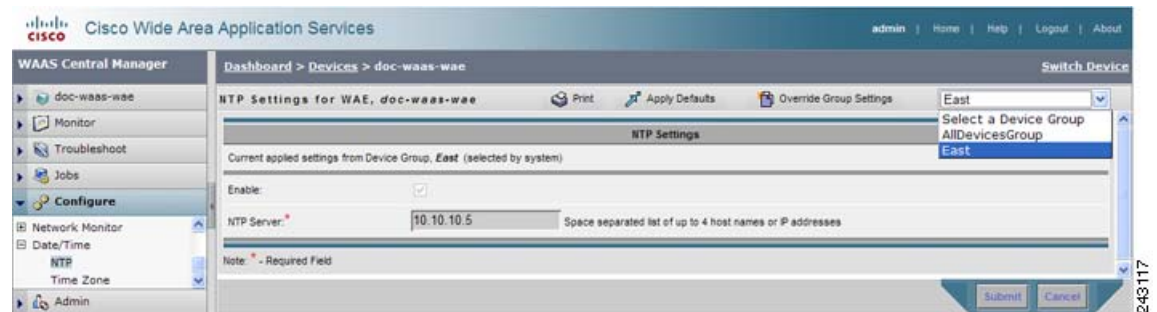 CISCO Cisco Wide Area Application Services admin | Home | Help | Logout | About
WAAS Central Manager
Dashboard > Devices > doc-waas-wae Switch Device
doc-waas-wae
NTP Settings for WAE, doc-waas-wae Print Apply Defaults Override Group Settings East
Select a Device Group
AllDevicesGroup
East
Monitor
Troubleshoot
Jobs
Configure
Network Monitor
Date/Time
NTP
Time Zone
Admin
NTP Settings
Current applied settings from Device Group, East (selected by system)
Enable:
NTP Server:* 10.10.10.5 Space separated list of up to 4 host names or IP addresses
Note: * - Required Field
Submit Cancel
243117